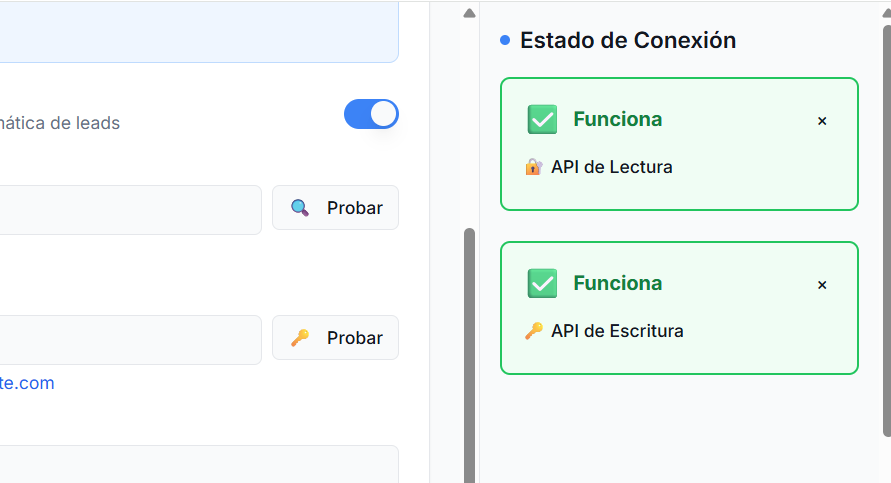 mática de leads
Probar
Probar
te.com
Estado de Conexión
Funciona
×
API de Lectura
Funciona
×
API de Escritura